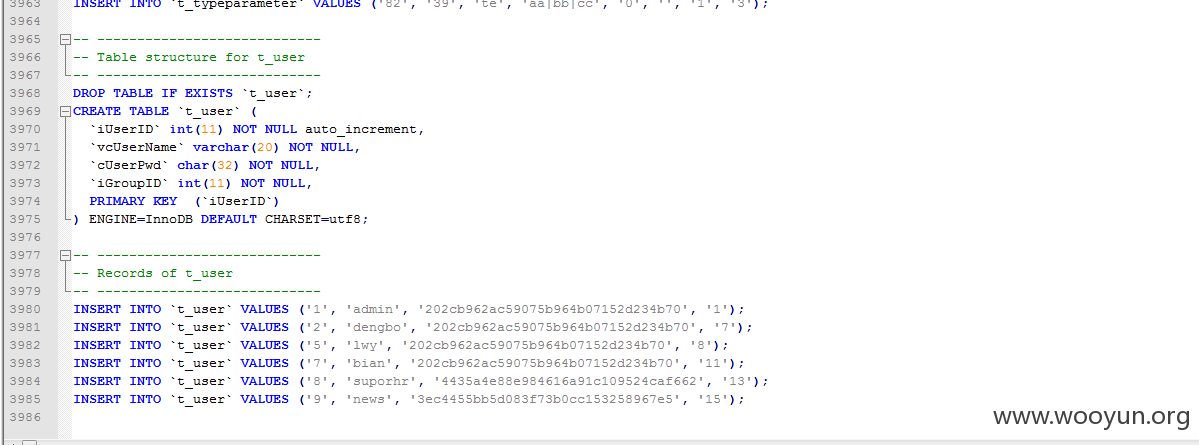 3963 INSERT INTO `t_typeparameter` VALUES ('82', '39', 'te', 'aa|bb|cc', '0', '', '1', '3');
3964
3965 -- ----------------------------
3966 -- Table structure for t_user
3967 -- ----------------------------
3968 DROP TABLE IF EXISTS `t_user`;
3969 CREATE TABLE `t_user` (
3970   `iUserID` int(11) NOT NULL auto_increment,
3971   `vcUserName` varchar(20) NOT NULL,
3972   `cUserPwd` char(32) NOT NULL,
3973   `iGroupID` int(11) NOT NULL,
3974   PRIMARY KEY  (`iUserID`)
3975 ) ENGINE=InnoDB DEFAULT CHARSET=utf8;
3976
3977 -- ----------------------------
3978 -- Records of t_user
3979 -- ----------------------------
3980 INSERT INTO `t_user` VALUES ('1', 'admin', '202cb962ac59075b964b07152d234b70', '1');
3981 INSERT INTO `t_user` VALUES ('2', 'dengbo', '202cb962ac59075b964b07152d234b70', '7');
3982 INSERT INTO `t_user` VALUES ('5', 'lwy', '202cb962ac59075b964b07152d234b70', '8');
3983 INSERT INTO `t_user` VALUES ('7', 'bian', '202cb962ac59075b964b07152d234b70', '11');
3984 INSERT INTO `t_user` VALUES ('8', 'suporhr', '4435a4e88e984616a91c109524caf662', '13');
3985 INSERT INTO `t_user` VALUES ('9', 'news', '3ec4455bb5d083f73b0cc153258967e5', '15');
3986
www.wooyun.org